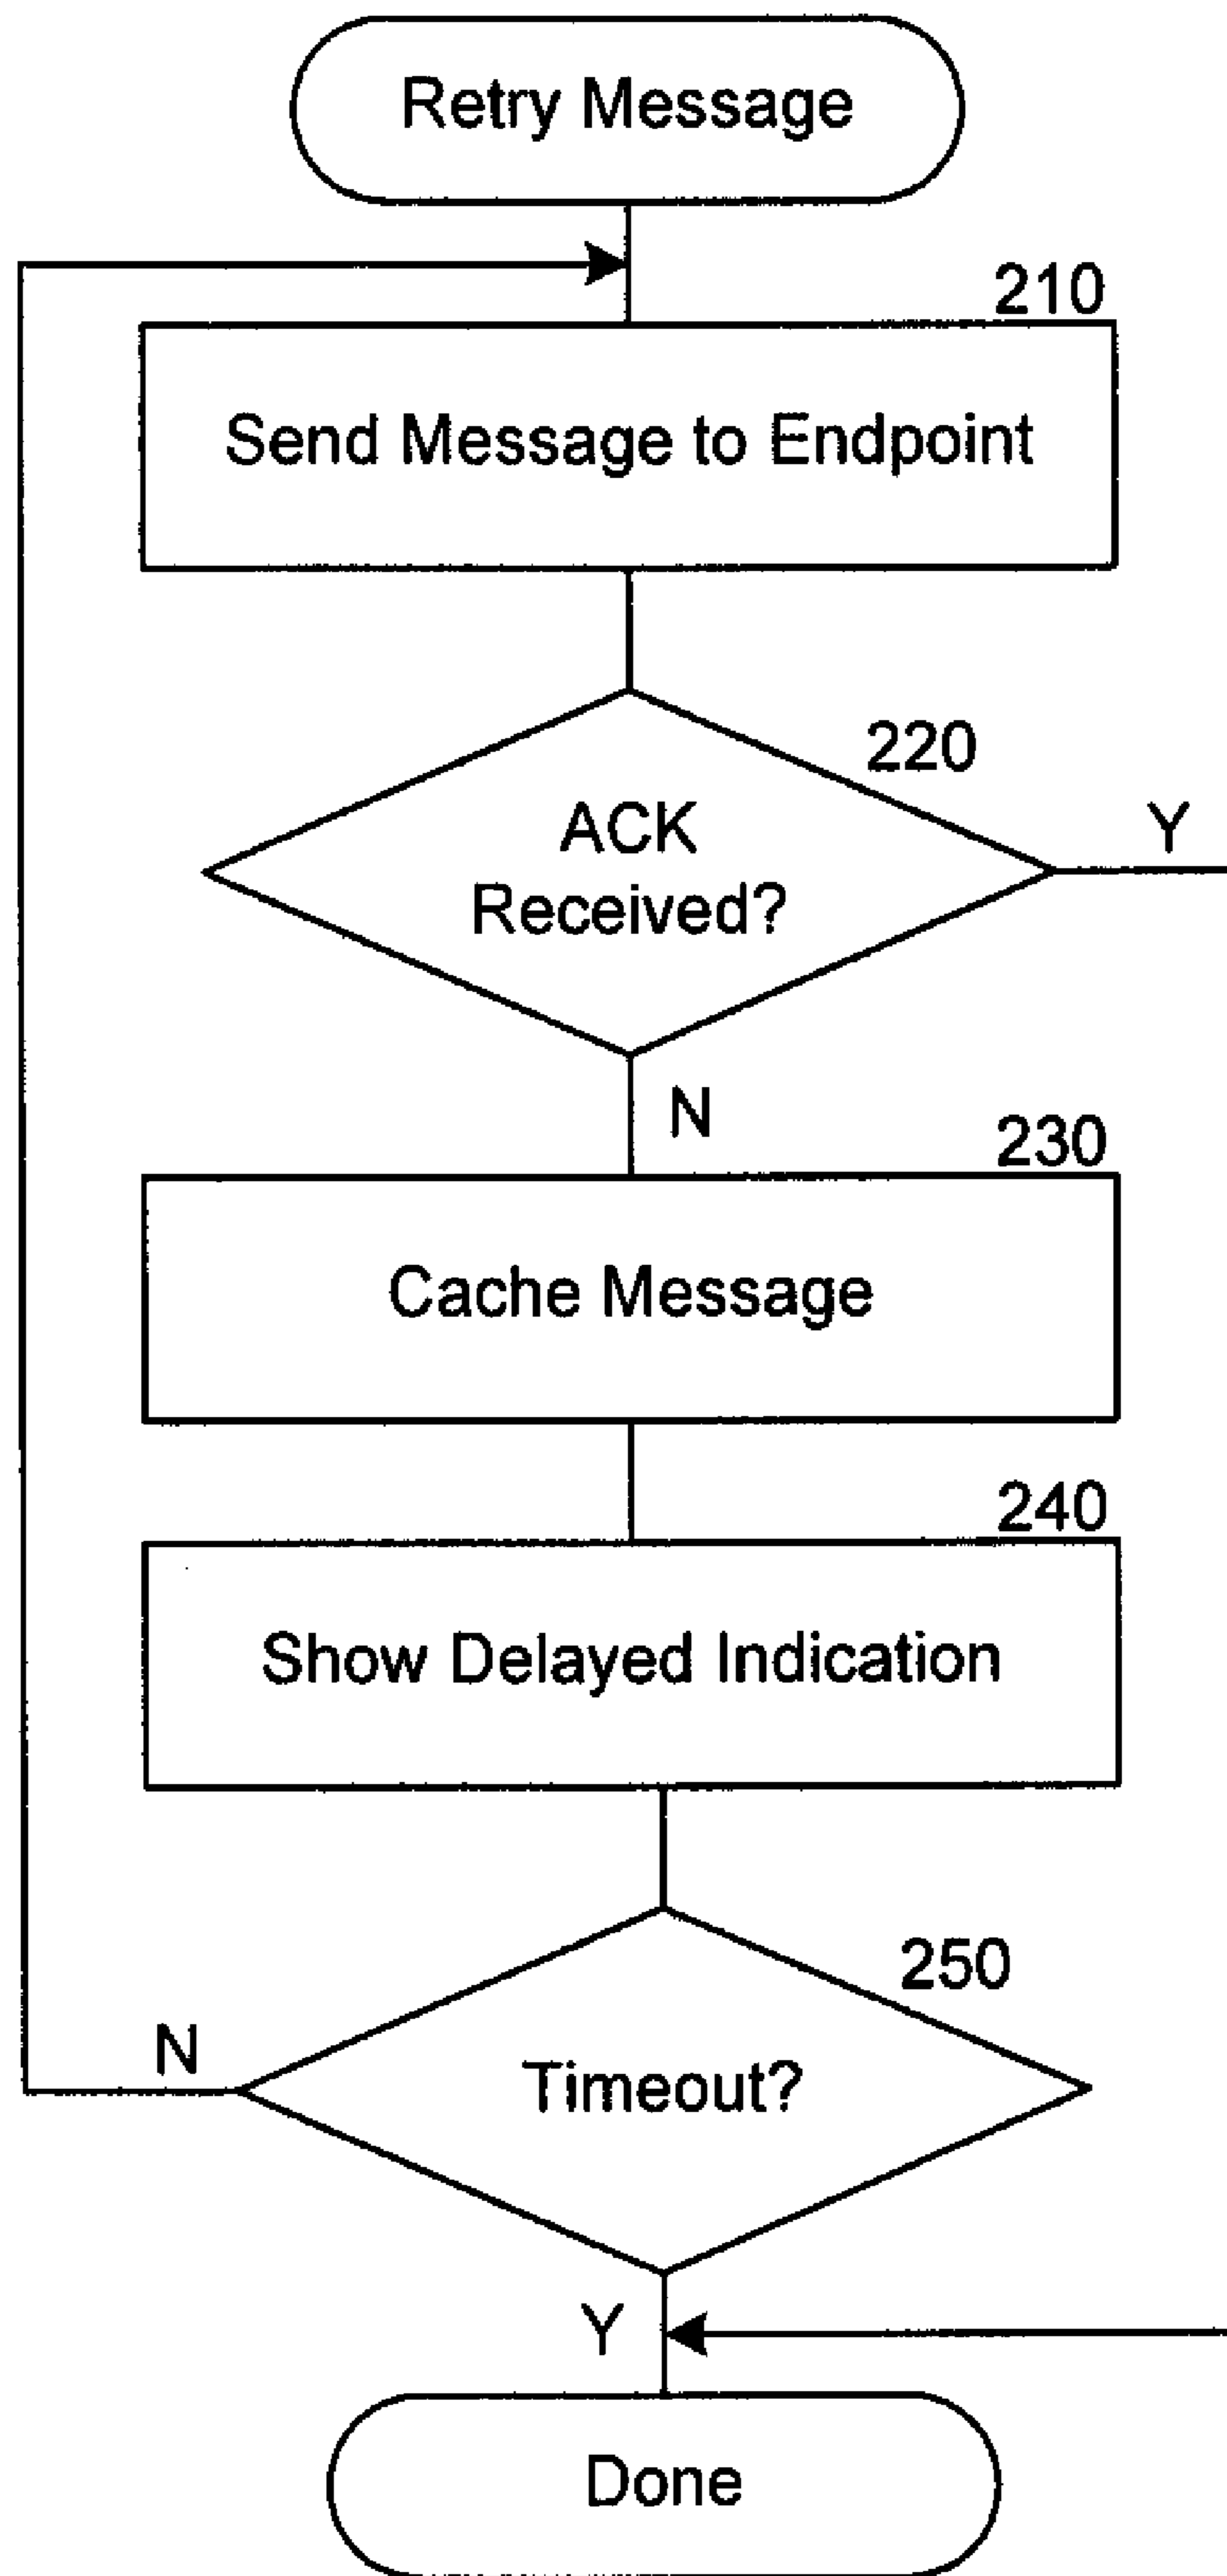 Retry Message
210
Send Message to Endpoint
220
ACK
Received?
Y
N
230
Cache Message
240
Show Delayed Indication
250
Timeout?
N
Y
Done